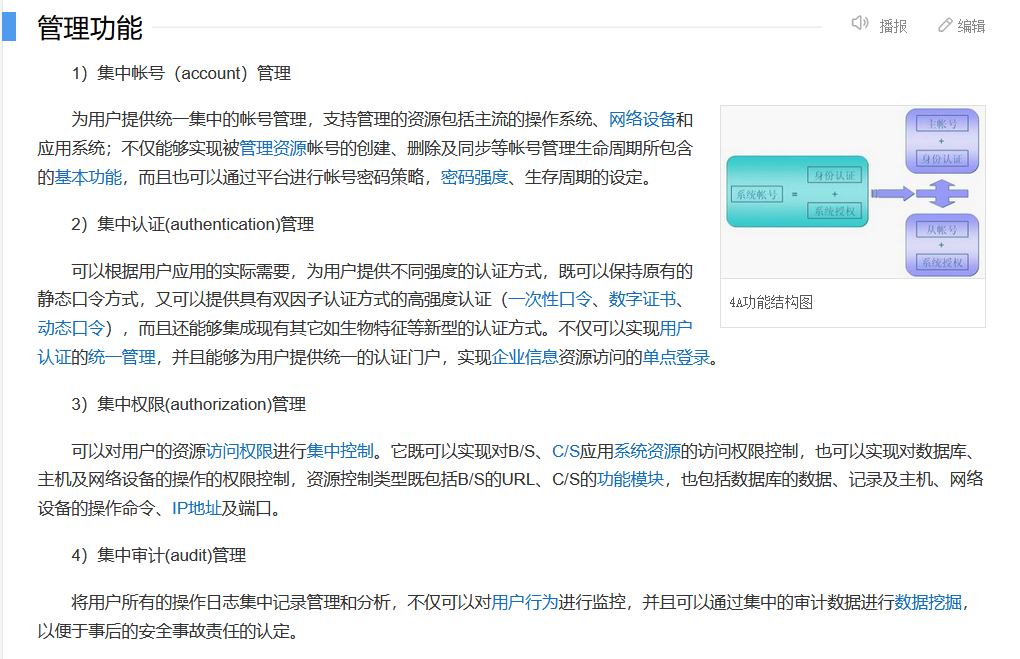 管理功能
播报
编辑
1）集中帐号（account）管理
为用户提供统一集中的帐号管理，支持管理的资源包括主流的操作系统、网络设备和
应用系统；不仅能够实现被管理资源帐号的创建、删除及同步等帐号管理生命周期所包含
的基本功能，而且也可以通过平台进行帐号密码策略，密码强度、生存周期的设定。
2）集中认证(authentication)管理
可以根据用户应用的实际需要，为用户提供不同强度的认证方式，既可以保持原有的
静态口令方式，又可以提供具有双因子认证方式的高强度认证（一次性口令、数字证书、
动态口令），而且还能够集成现有其它如生物特征等新型的认证方式。不仅可以实现用户
认证的统一管理，并且能够为用户提供统一的认证门户，实现企业信息资源访问的单点登录。
系统帐号
=
身份认证
+
系统授权
主帐号
+
身份认证
从帐号
+
系统授权
4A功能结构图
3）集中权限(authorization)管理
可以对用户的资源访问权限进行集中控制。它既可以实现对B/S、C/S应用系统资源的访问权限控制，也可以实现对数据库、
主机及网络设备的操作的权限控制，资源控制类型既包括B/S的URL、C/S的功能模块，也包括数据库的数据、记录及主机、网络
设备的操作命令、IP地址及端口。
4）集中审计(audit)管理
将用户所有的操作日志集中记录管理和分析，不仅可以对用户行为进行监控，并且可以通过集中的审计数据进行数据挖掘，
以便于事后的安全事故责任的认定。